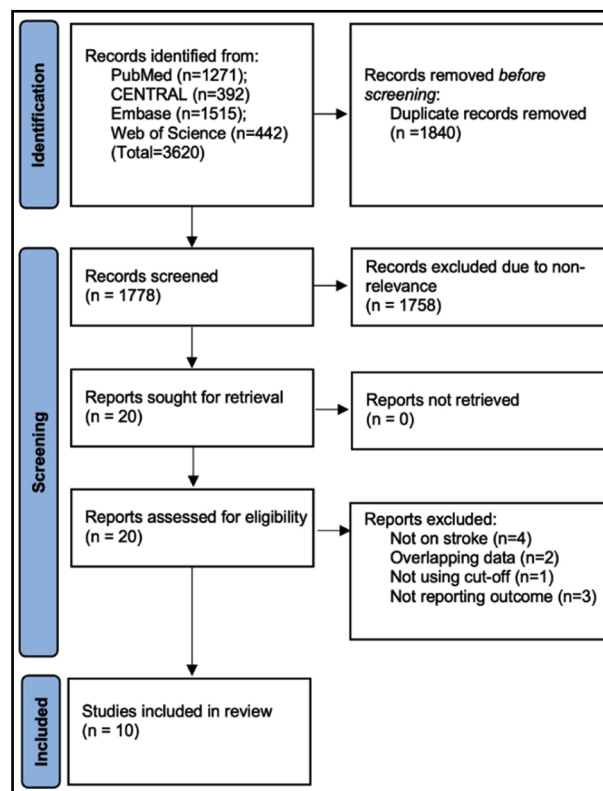 Identification
Records identified from:
PubMed (n=1271);
CENTRAL (n=392)
Embase (n=1515);
Web of Science (n=442)
(Total=3620)
Records removed before
screening:
Duplicate records removed
(n =1840)
Screening
Records screened
(n = 1778)
Records excluded due to non-
relevance
(n = 1758)
Reports sought for retrieval
(n = 20)
Reports not retrieved
(n = 0)
Reports assessed for eligibility
(n = 20)
Reports excluded:
Not on stroke (n=4)
Overlapping data (n=2)
Not using cut-off (n=1)
Not reporting outcome (n=3)
Included
Studies included in review
(n = 10)